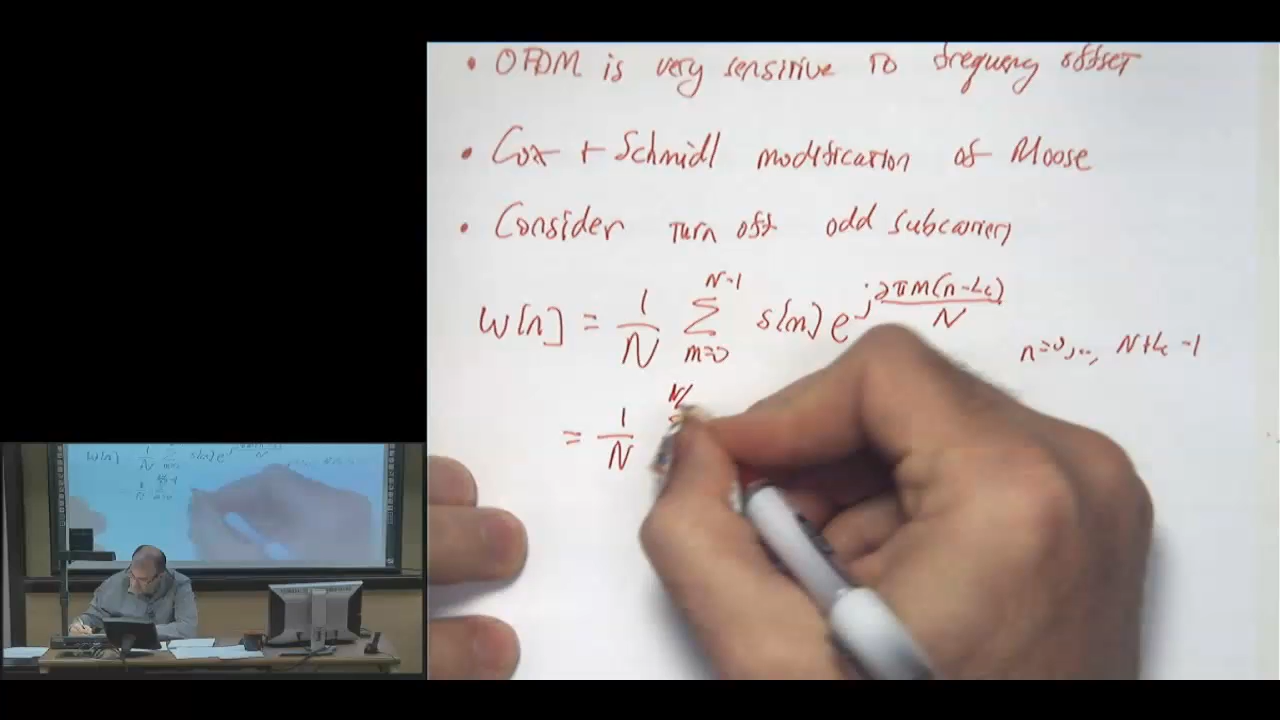 • OFDM is very sensitive to frequency offset
• Cox + Schmidl modification of Moose
• Consider turn off odd subcarriers
w[n] = 1/N ∑_{m=0}^{N-1} s[m] e^{j 2πm(n-Lc)/N} n=0,..., N+Lc-1
= 1/N N/